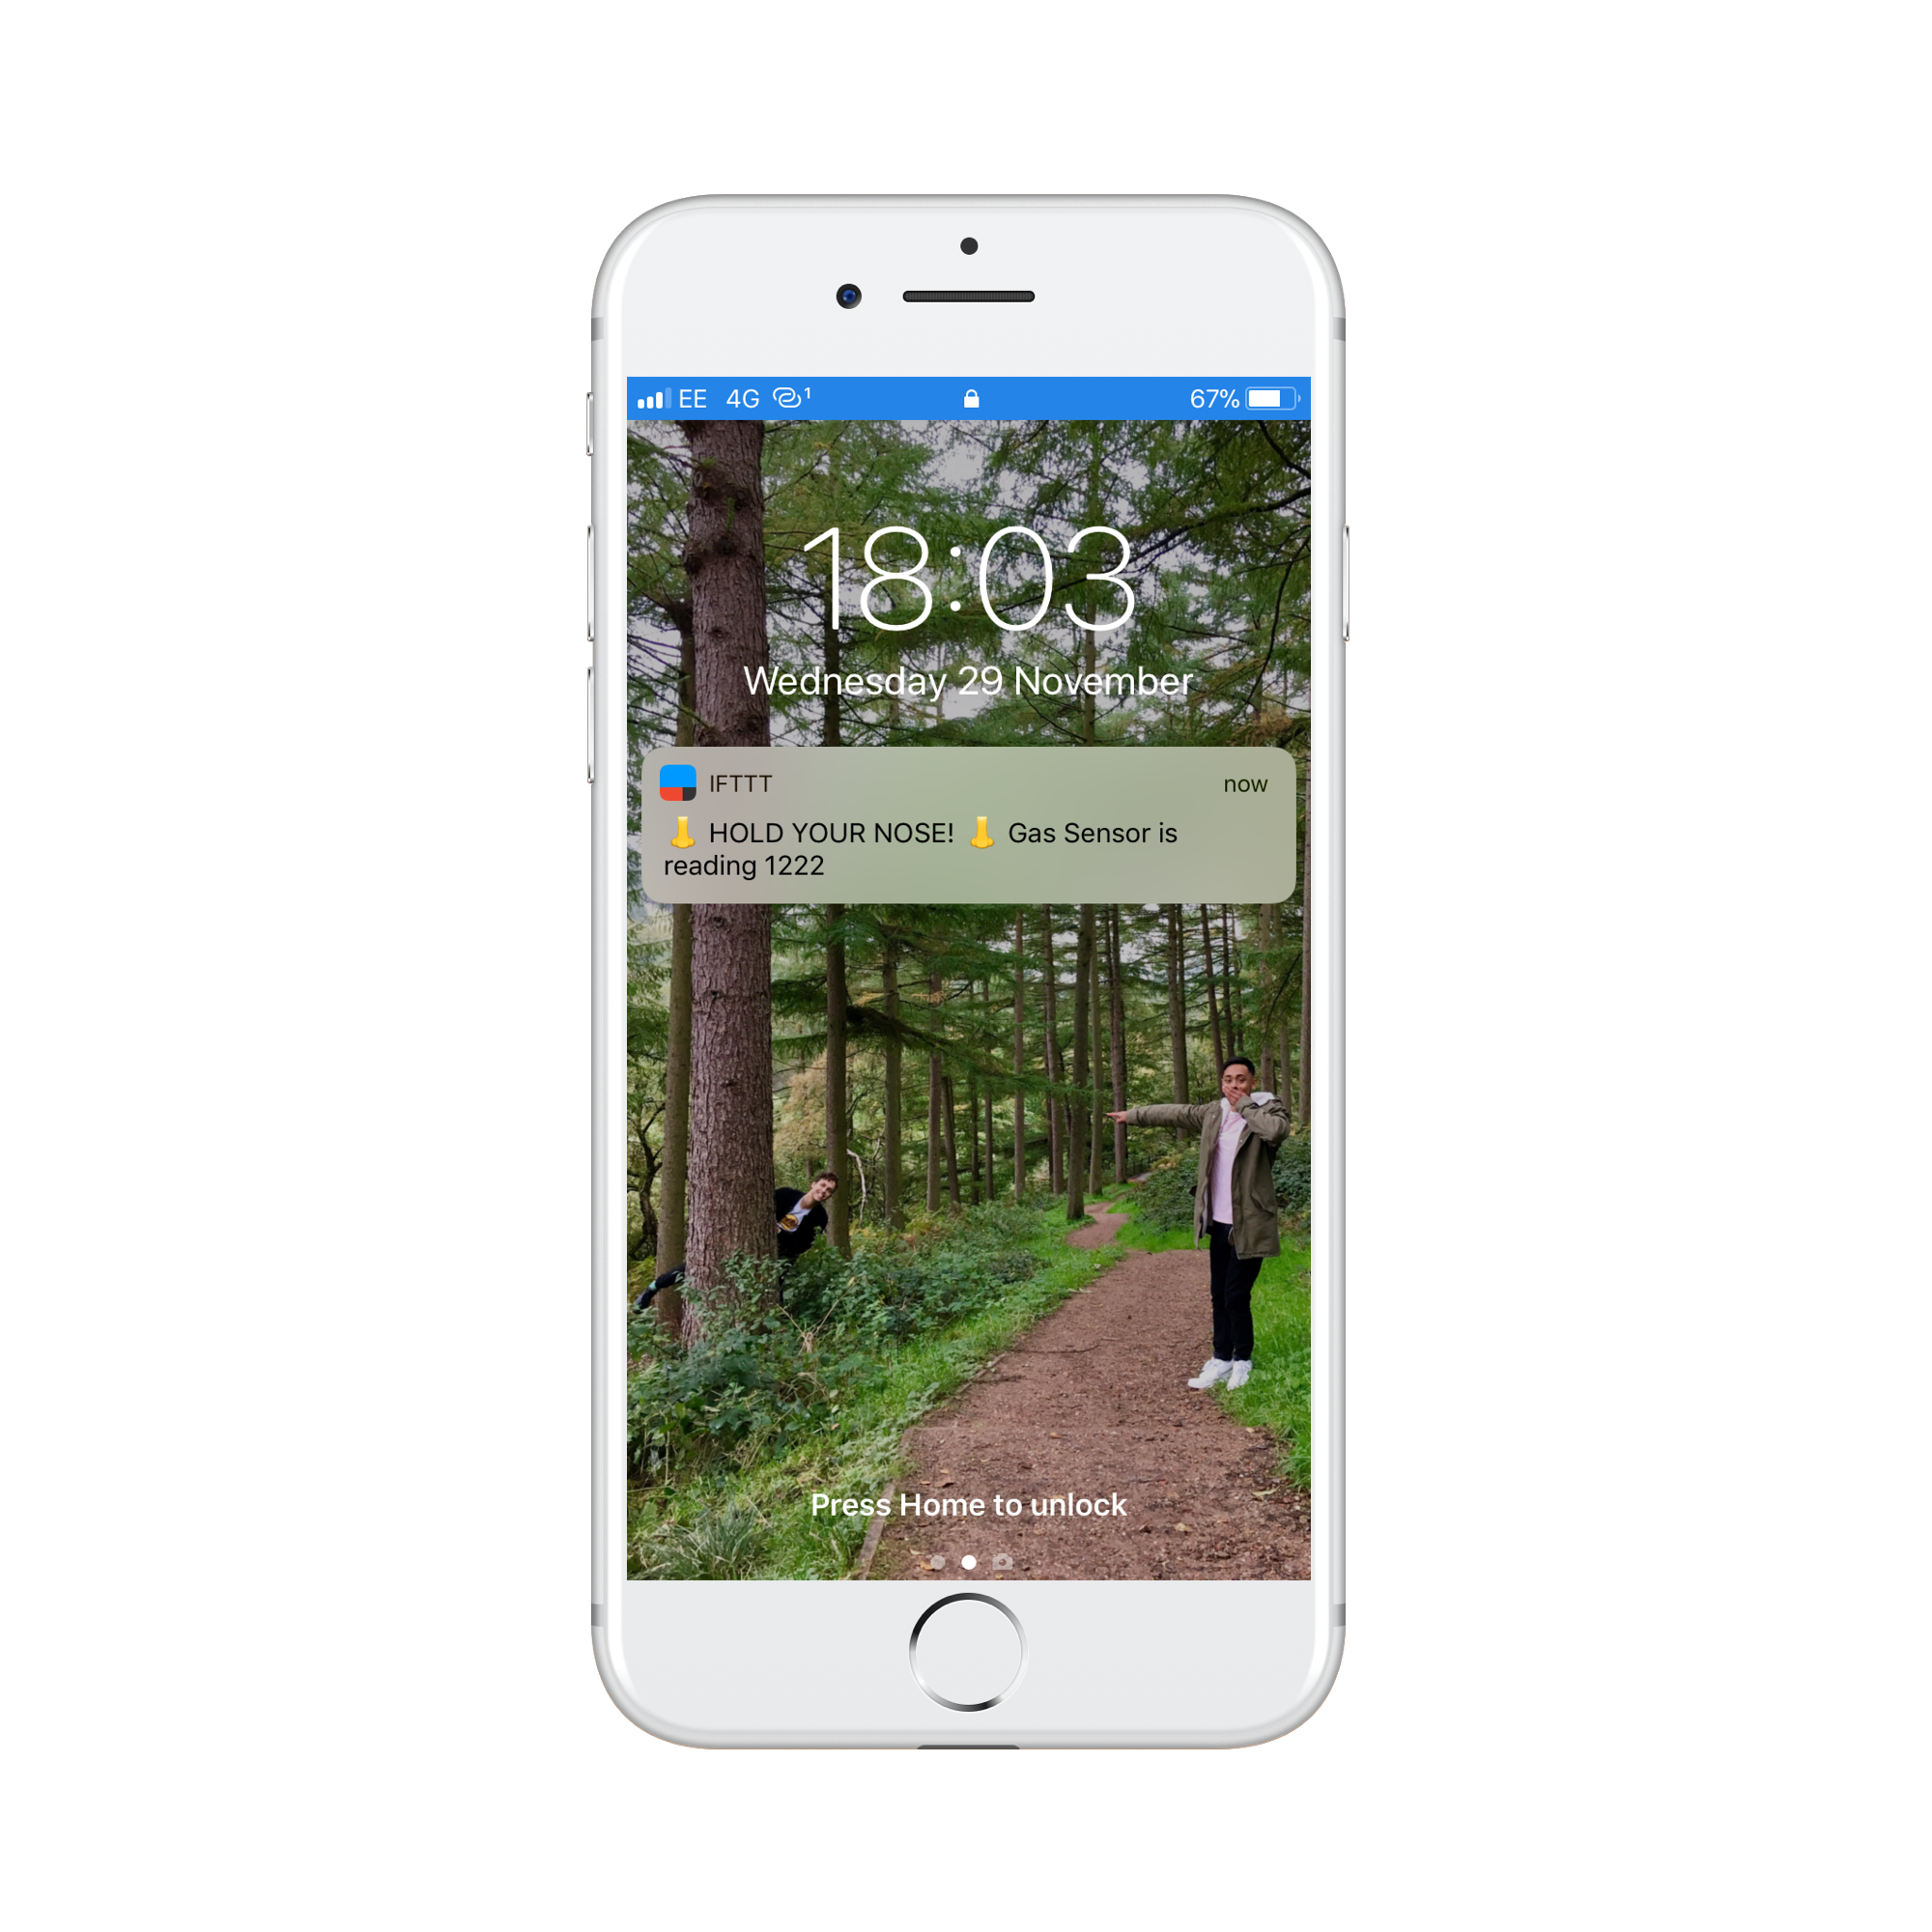 EE 4G 1 67%
18:03
Wednesday 29 November
IFTTT now
👃 HOLD YOUR NOSE! 👃 Gas Sensor is
reading 1222
Press Home to unlock